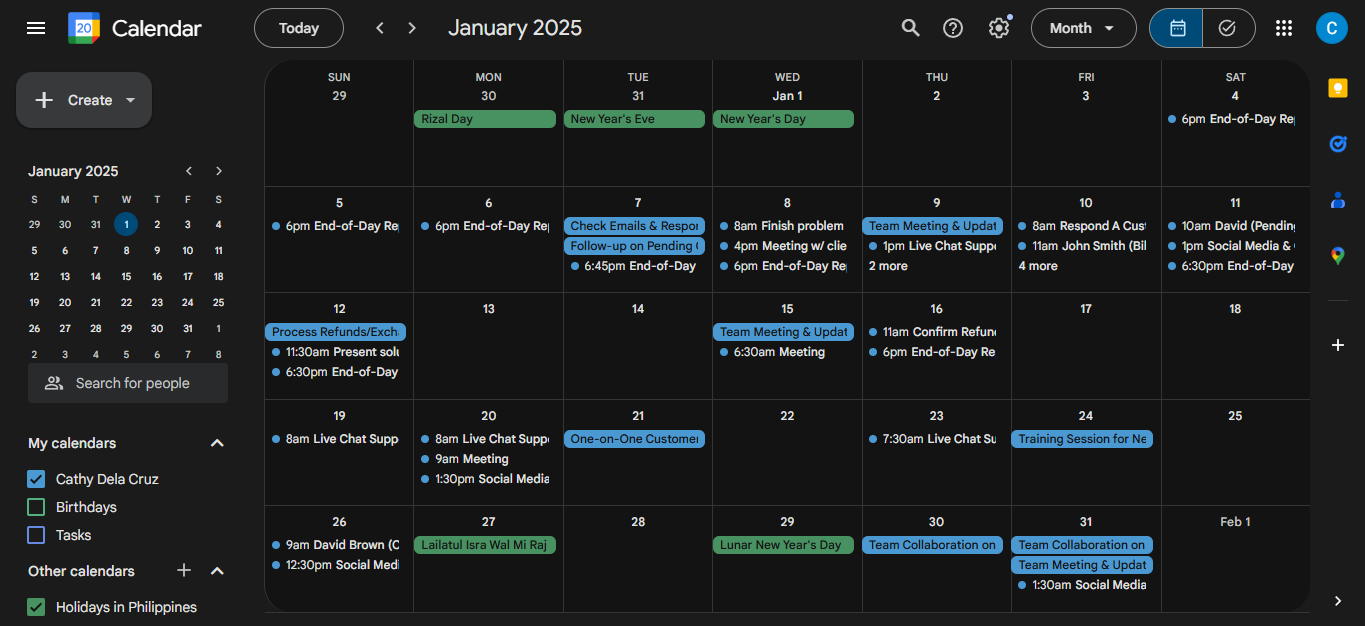 20 Calendar Today January 2025 Month C
Create
January 2025
S M T W T F S
29 30 31 1 2 3 4
5 6 7 8 9 10 11
12 13 14 15 16 17 18
19 20 21 22 23 24 25
26 27 28 29 30 31 1
2 3 4 5 6 7 8
Search for people
My calendars
Cathy Dela Cruz
Birthdays
Tasks
Other calendars
Holidays in Philippines
SUN MON TUE WED THU FRI SAT
29 30 31 Jan 1 2 3 4
Rizal Day New Year's Eve New Year's Day 6pm End-of-Day Re
5 6 7 8 9 10 11
6pm End-of-Day Re 6pm End-of-Day Re Check Emails & Respor 8am Finish problem Team Meeting & Updat 8am Respond A Cus 10am David (Pending
Follow-up on Pending 4pm Meeting w/ clie 1pm Live Chat Supp 11am John Smith (Bil 1pm Social Media &
6:45pm End-of-Day 6pm End-of-Day Re 2 more 4 more 6:30pm End-of-Day
12 13 14 15 16 17 18
Process Refunds/Exch Team Meeting & Updat 11am Confirm Refun
11:30am Present solu 6:30am Meeting 6pm End-of-Day Re
6:30pm End-of-Day
19 20 21 22 23 24 25
8am Live Chat Supp 8am Live Chat Supp One-on-One Customer 7:30am Live Chat Su Training Session for Ne
9am Meeting
1:30pm Social Media
26 27 28 29 30 31 Feb 1
9am David Brown (C Lailatul Isra Wal Mi Raj Lunar New Year's Day Team Collaboration on Team Collaboration on
12:30pm Social Medi Team Meeting & Updat
1:30am Social Media